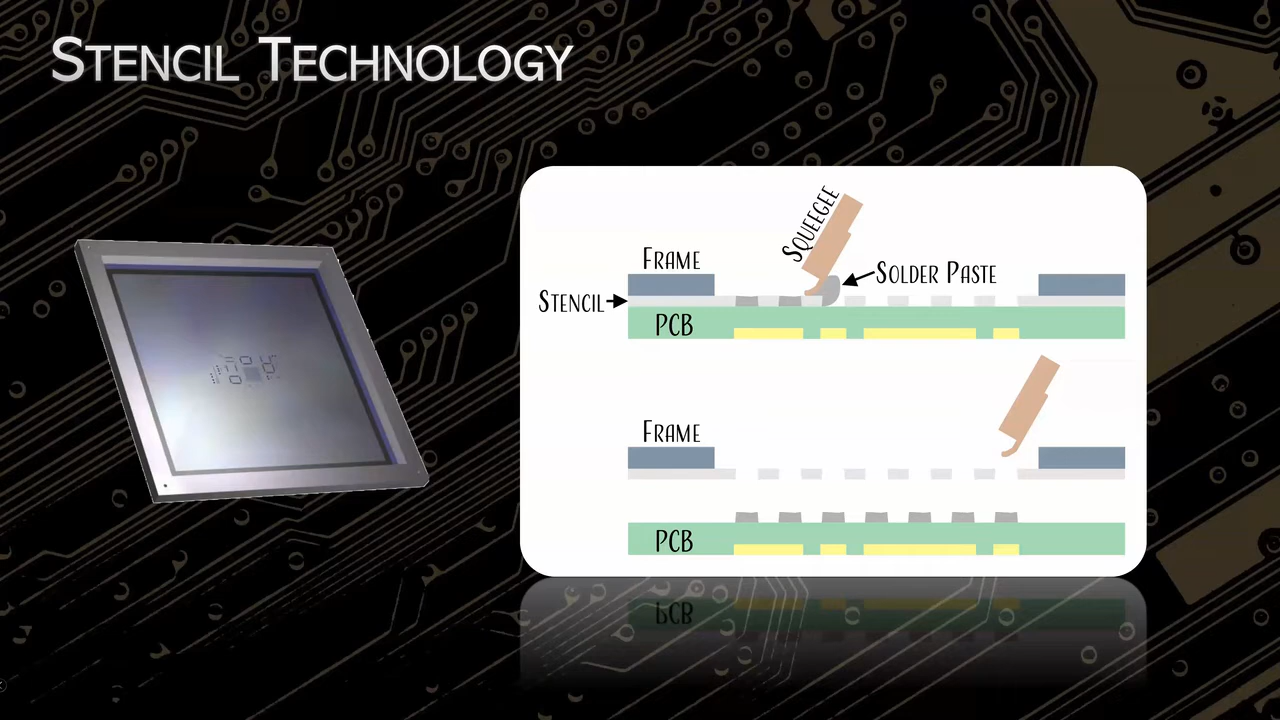 Stencil Technology
Squeegee
Frame
Solder Paste
Stencil
PCB
Frame
PCB